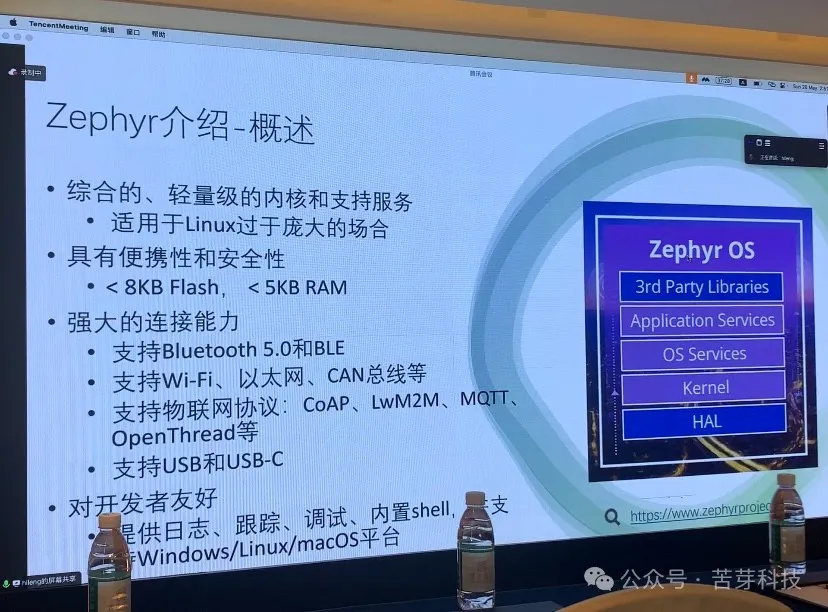 TencentMeeting 编辑 窗口 帮助
腾讯会议
录制中
Zephyr介绍-概述
• 综合的、轻量级的内核和支持服务
• 适用于Linux过于庞大的场合
• 具有便携性和安全性
• < 8KB Flash, < 5KB RAM
• 强大的连接能力
• 支持Bluetooth 5.0和BLE
• 支持Wi-Fi、以太网、CAN总线等
• 支持物联网协议：CoAP、LwM2M、MQTT、
OpenThread等
• 支持USB和USB-C
• 对开发者友好
提供日志、跟踪、调试、内置shell, 支
Windows/Linux/macOS平台
Zephyr OS
3rd Party Libraries
Application Services
OS Services
Kernel
HAL
https://www.zephyrprojec
hileng的屏幕共享
公众号 · 苦芽科技